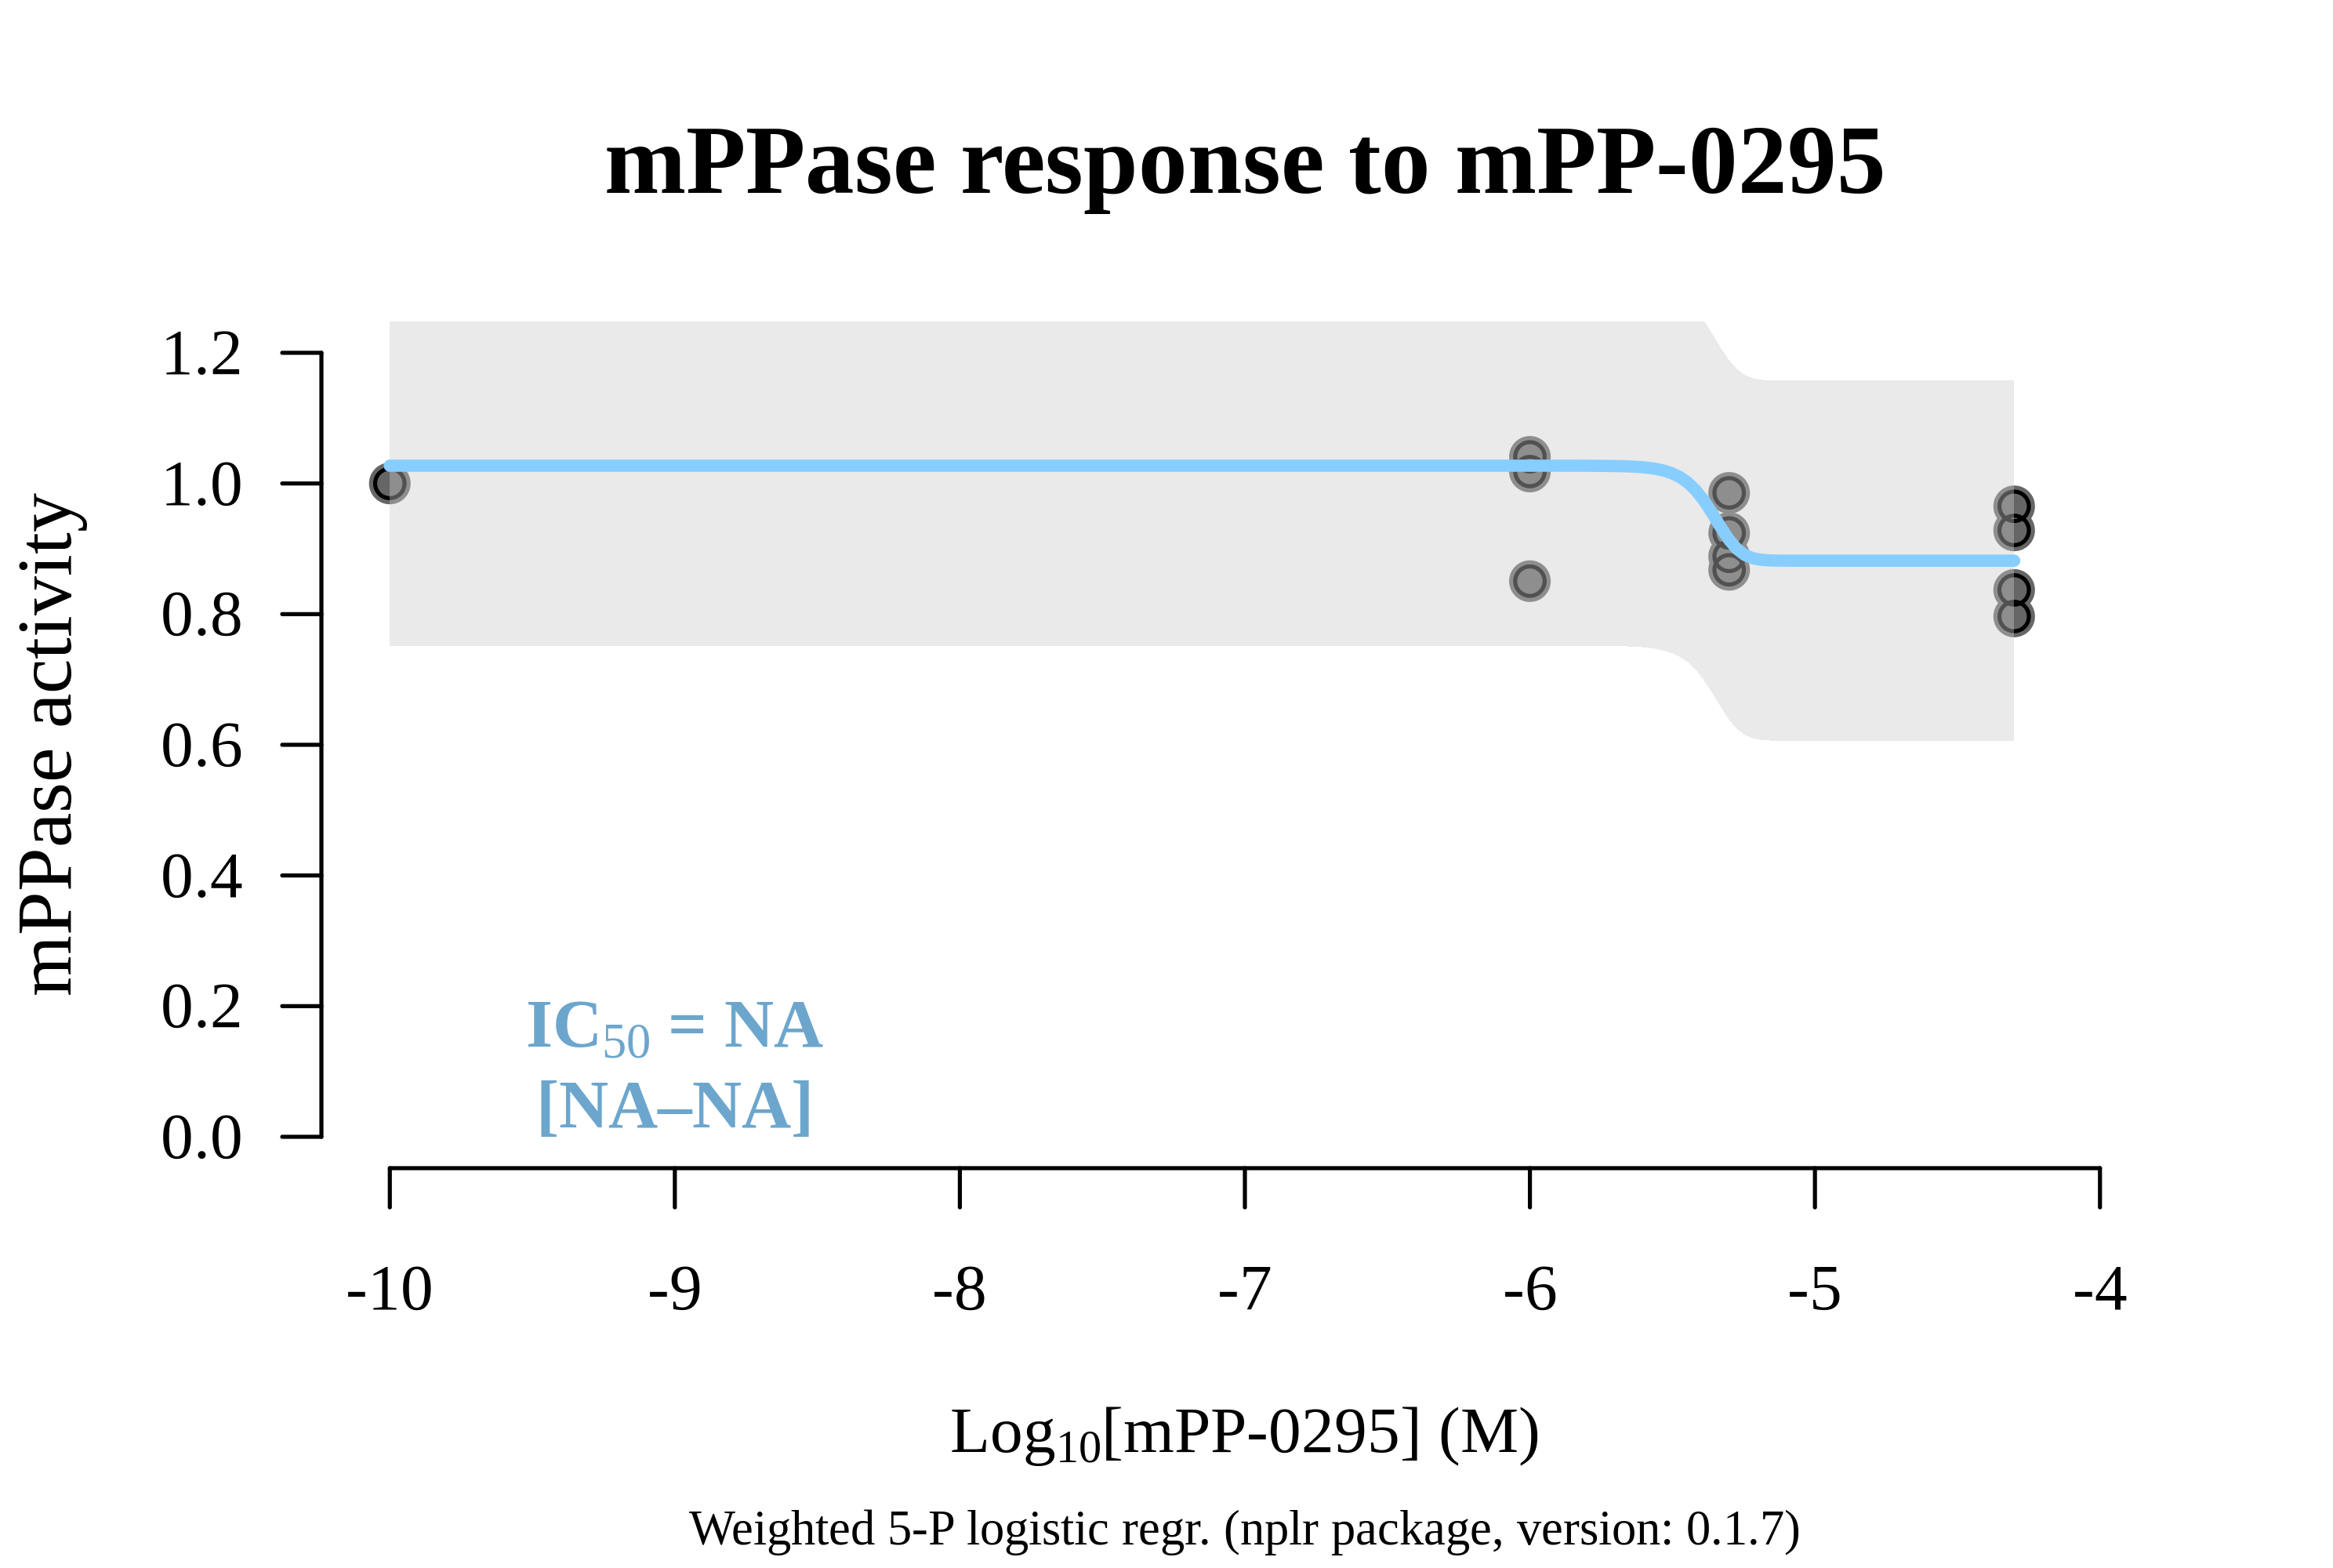 mPPase response to mPP-0295
mPPase activity
1.2
1.0
0.8
0.6
0.4
0.2
0.0
IC50 = NA
[NA–NA]
-10 -9 -8 -7 -6 -5 -4
Log10[mPP-0295] (M)
Weighted 5-P logistic regr. (nplr package, version: 0.1.7)